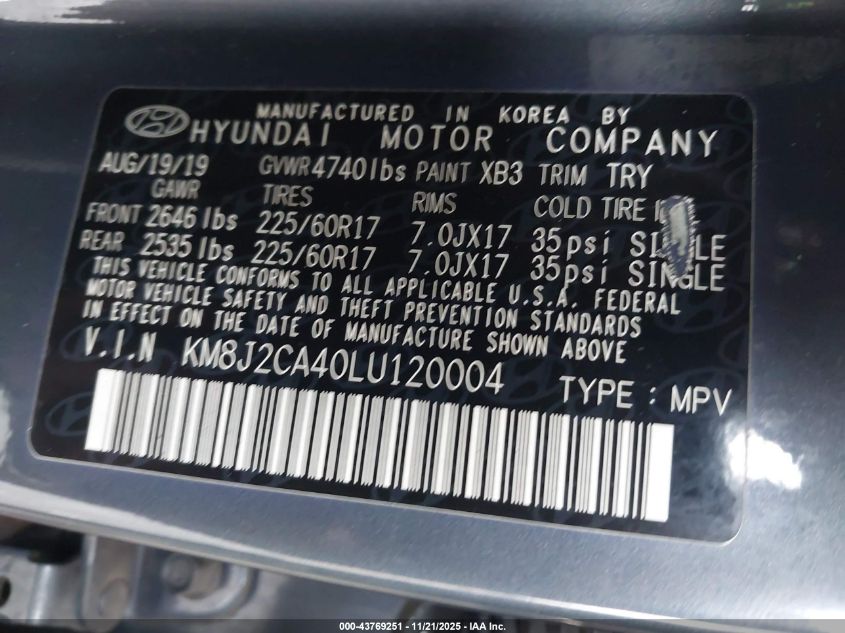 MANUFACTURED IN KOREA BY
HYUNDAI MOTOR COMPANY
AUG/19/19 GVWR 4740lbs PAINT XB3 TRIM TRY
GAWR TIRES RIMS COLD TIRE
FRONT 2646 lbs 225/60R17 7.0JX17 35psi
REAR 2535 lbs 225/60R17 7.0JX17 35psi SINGLE
THIS VEHICLE CONFORMS TO ALL APPLICABLE U.S.A. FEDERAL
MOTOR VEHICLE SAFETY AND THEFT PREVENTION STANDARDS
IN EFFECT ON THE DATE OF MANUFACTURE SHOWN ABOVE
V.I.N KM8J2CA40LU120004 TYPE : MPV
000-43769251 - 11/21/2025 - IAAI.COM